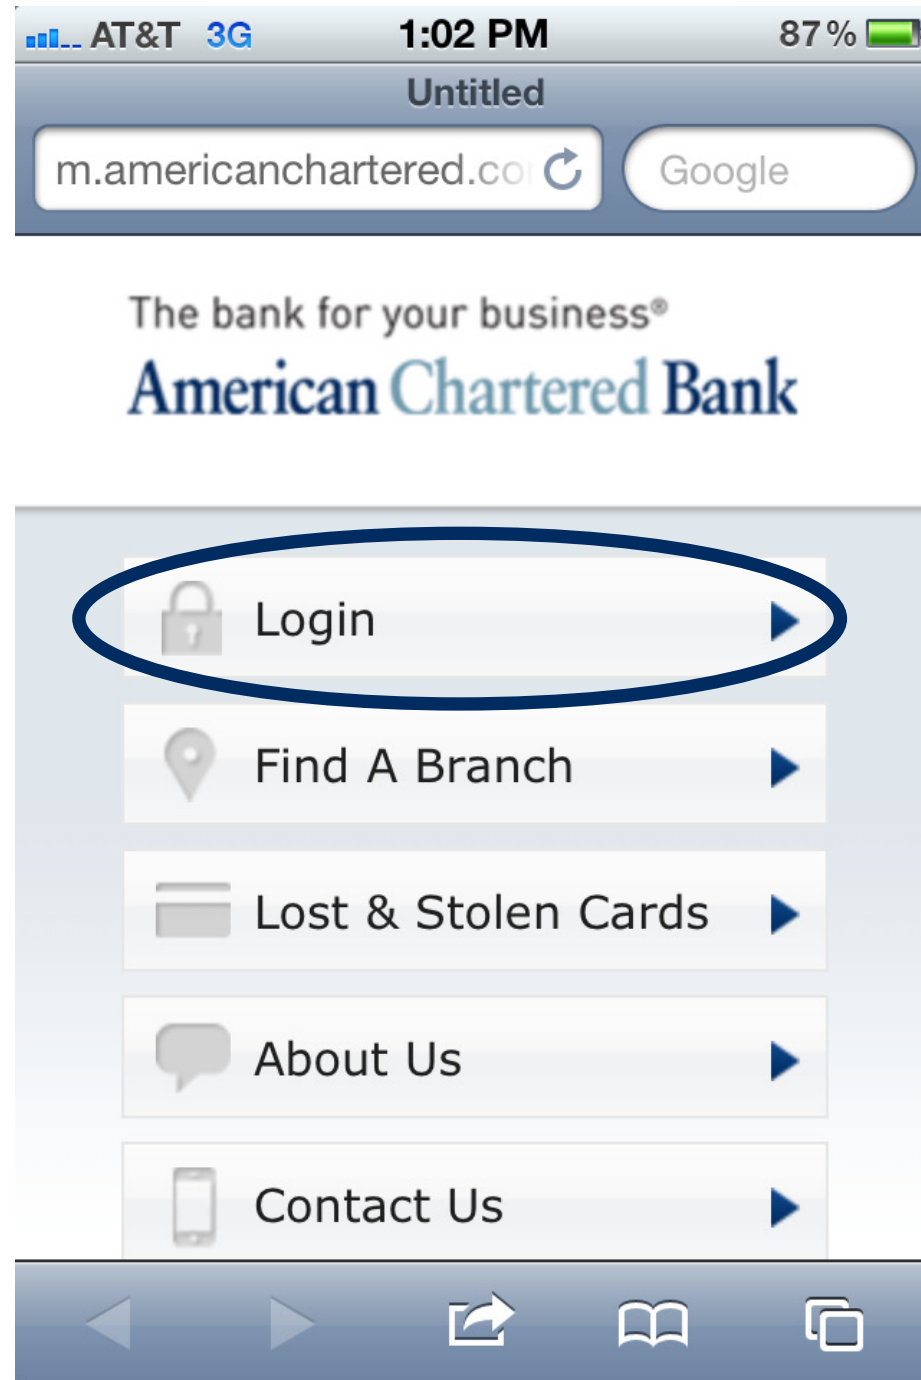 AT&T 3G 1:02 PM 87%
Untitled
m.americanchartered.co Google
The bank for your business®
American Chartered Bank
Login
Find A Branch
Lost & Stolen Cards
About Us
Contact Us